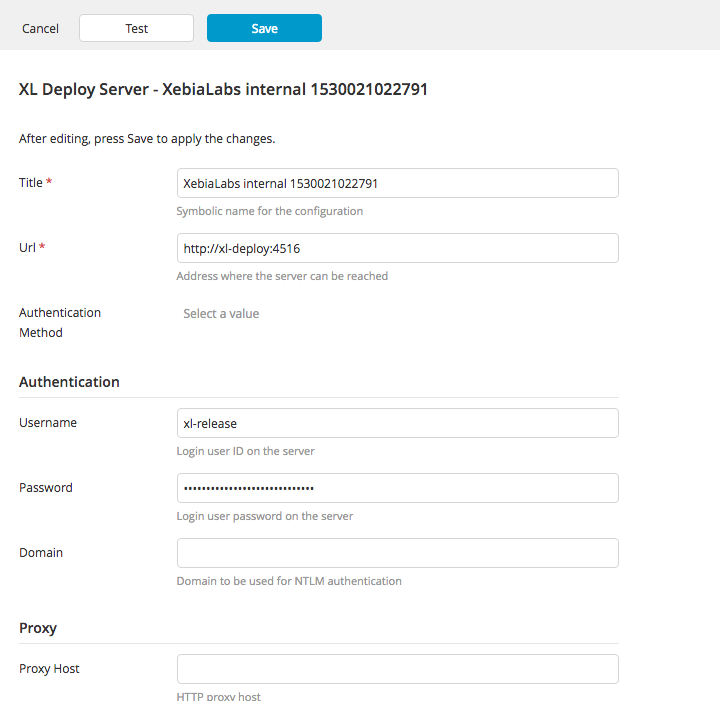 Cancel Test Save
XL Deploy Server - XebiaLabs internal 1530021022791
After editing, press Save to apply the changes.
Title *
XebiaLabs internal 1530021022791
Symbolic name for the configuration
Url *
http://xl-deploy:4516
Address where the server can be reached
Authentication
Method
Select a value
Authentication
Username
xl-release
Login user ID on the server
Password
Login user password on the server
Domain
Domain to be used for NTLM authentication
Proxy
Proxy Host
HTTP proxy host